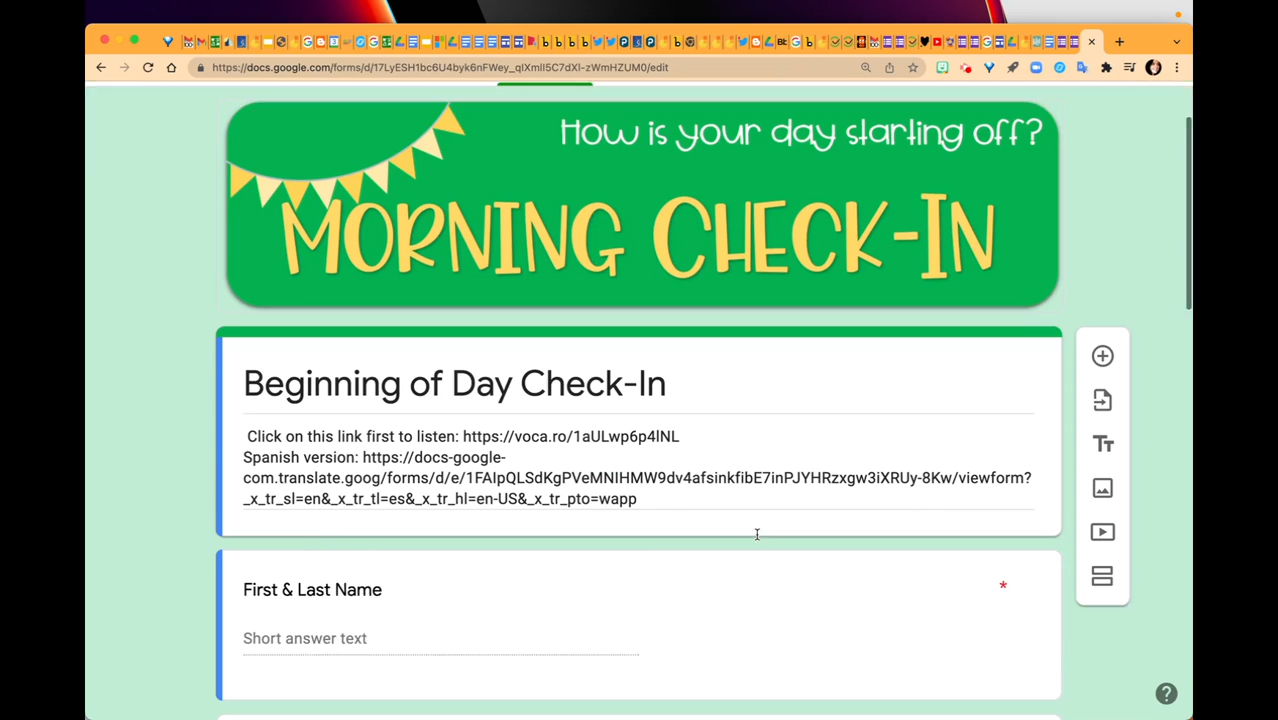 https://docs.google.com/forms/d/17LyESH1bc6U4byk6nFWey_qIXmlI5C7dXl-zWmHZUM0/edit
How is your day starting off?
MORNING CHECK-IN
Beginning of Day Check-In
Click on this link first to listen: https://voca.ro/1aULwp6p4lNL
Spanish version: https://docs-google-
com.translate.goog/forms/d/e/1FAIpQLSdKgPVeMNIHMW9dv4afsinkfibE7inPJYHRzxgw3iXRUy-8Kw/viewform?
_x_tr_sl=en&_x_tr_tl=es&_x_tr_hl=en-US&_x_tr_pto=wapp
First & Last Name *
Short answer text